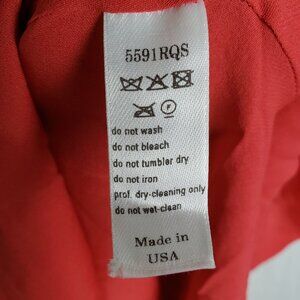 5591RQS
F
do not wash
do not bleach
do not tumbler dry
do not iron
prof. dry-cleaning only
do not wet-clean
Made in
USA